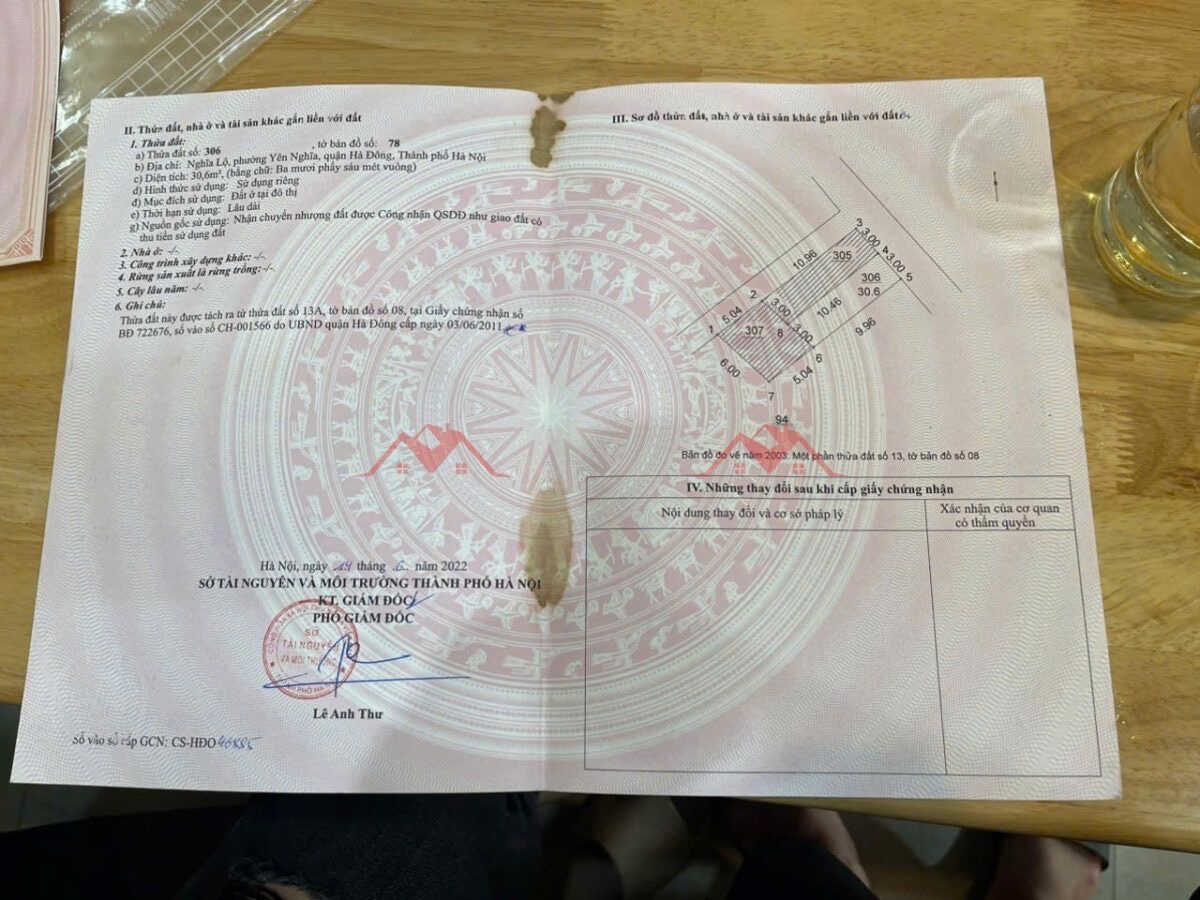 II. Thửa đất, nhà ở và tài sản khác gắn liền với đất
1. Thửa đất:
a) Thửa đất số: 306 , tờ bản đồ số: 78
b) Địa chỉ: Nghĩa Lộ, phường Yên Nghĩa, quận Hà Đông, Thành phố Hà Nội
c) Diện tích: 30,6m², (bằng chữ: Ba mươi phẩy sáu mét vuông)
d) Hình thức sử dụng: Sử dụng riêng
đ) Mục đích sử dụng: Đất ở tại đô thị
e) Thời hạn sử dụng: Lâu dài
g) Nguồn gốc sử dụng: Nhận chuyển nhượng đất được Công nhận QSDĐ như giao đất có
thu tiền sử dụng đất
2. Nhà ở: -/-
3. Công trình xây dựng khác: -/-
4. Rừng sản xuất là rừng trồng: -/-
5. Cây lâu năm: -/-
6. Ghi chú:
Thửa đất này được tách ra từ thửa đất số 13A, tờ bản đồ số 08, tại Giấy chứng nhận số
BĐ 722676, số vào sổ CH-001566 do UBND quận Hà Đông cấp ngày 03/06/2011
Hà Nội, ngày 24 tháng 6 năm 2022
SỞ TÀI NGUYÊN VÀ MÔI TRƯỜNG THÀNH PHỐ HÀ NỘI
KT. GIÁM ĐỐC
PHÓ GIÁM ĐỐC
SỞ
TÀI NGUYÊN
VÀ MÔI TRƯỜNG
THÀNH PHỐ HÀ NỘI
Lê Anh Thư
Số vào sổ cấp GCN: CS-HĐO
III. Sơ đồ thửa đất, nhà ở và tài sản khác gắn liền với đất
3
3.00
4
3.00
5
10.96
305
306
30.6
2
3.00
10.46
5.04
1
307
8
3.00
9.96
6
6.00
5.04
7
94
Bản đồ đo vẽ năm 2003. Một phần thửa đất số 13, tờ bản đồ số 08
IV. Những thay đổi sau khi cấp giấy chứng nhận
Nội dung thay đổi và cơ sở pháp lý
Xác nhận của cơ quan
có thẩm quyền